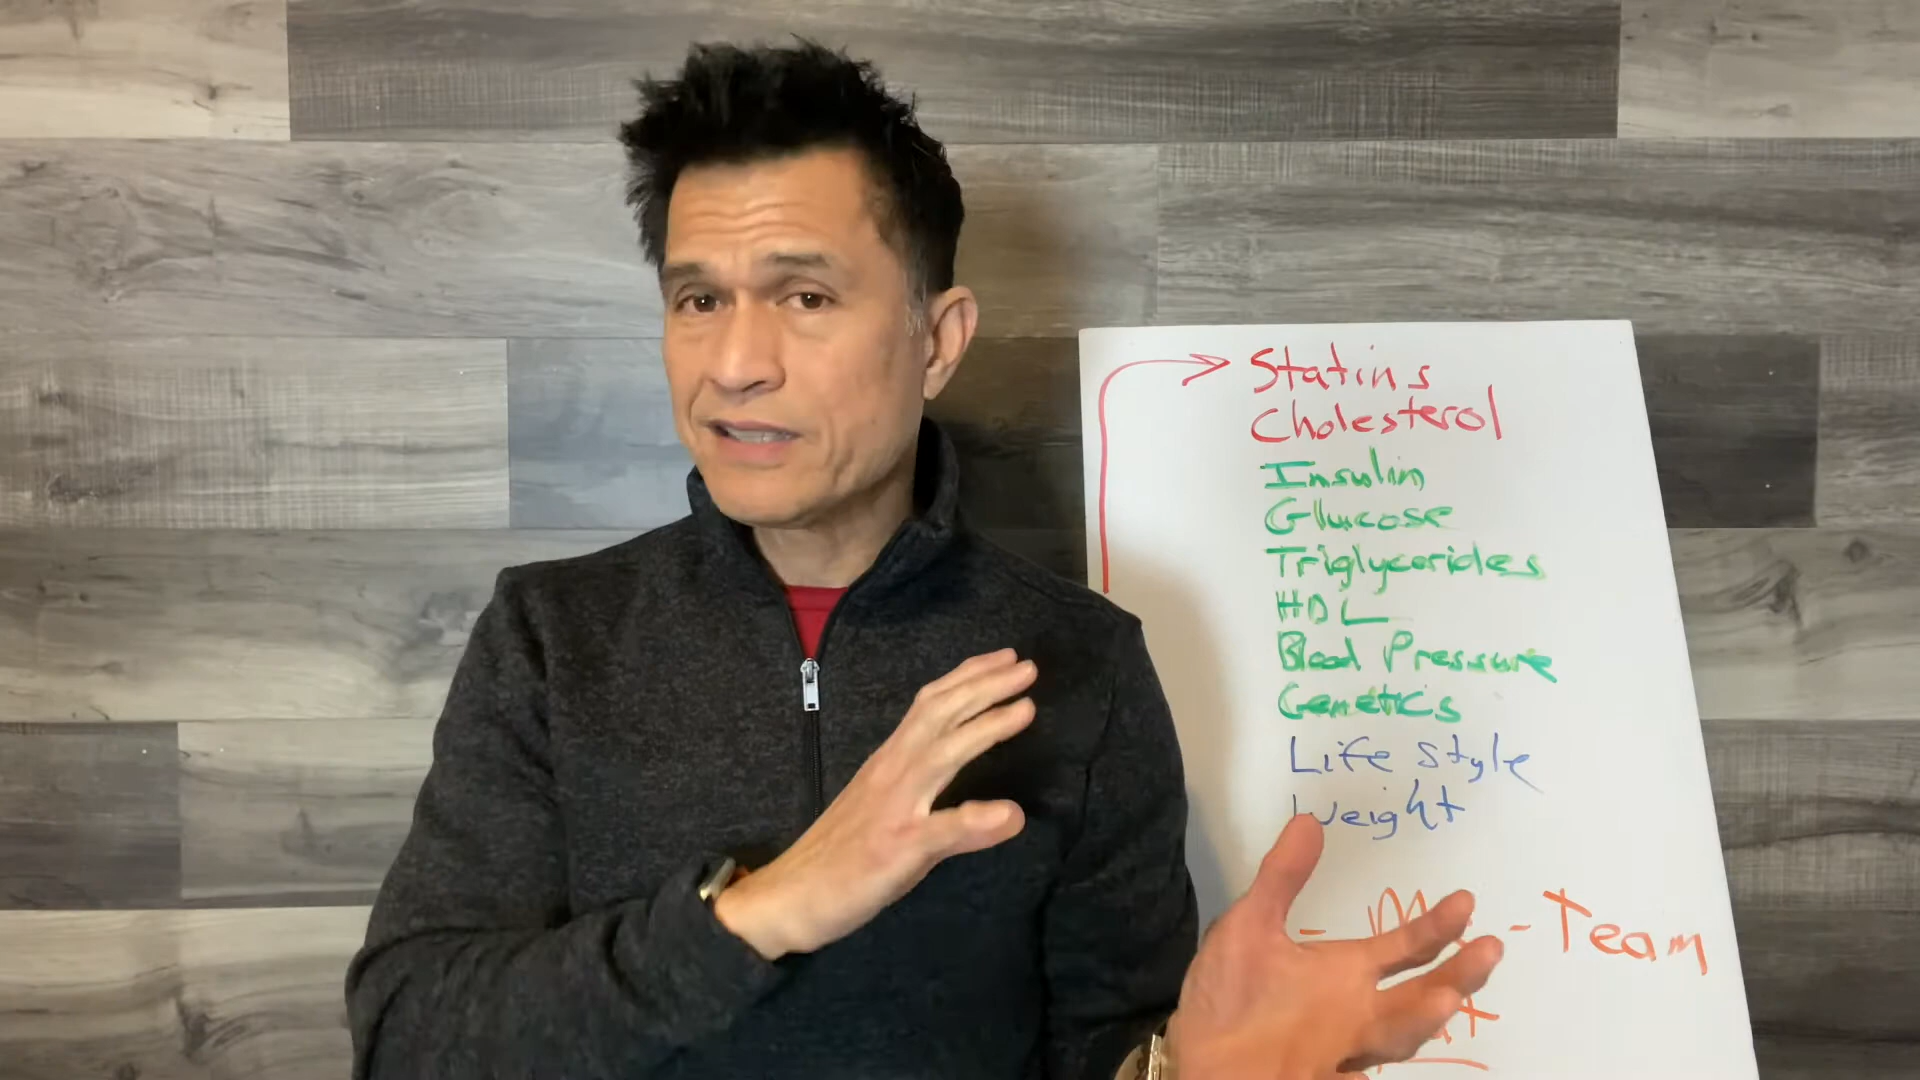 Statins
Cholesterol
Insulin
Glucose
Triglycerides
HDL
Blood Pressure
Genetics
Life Style
Weight
- Team